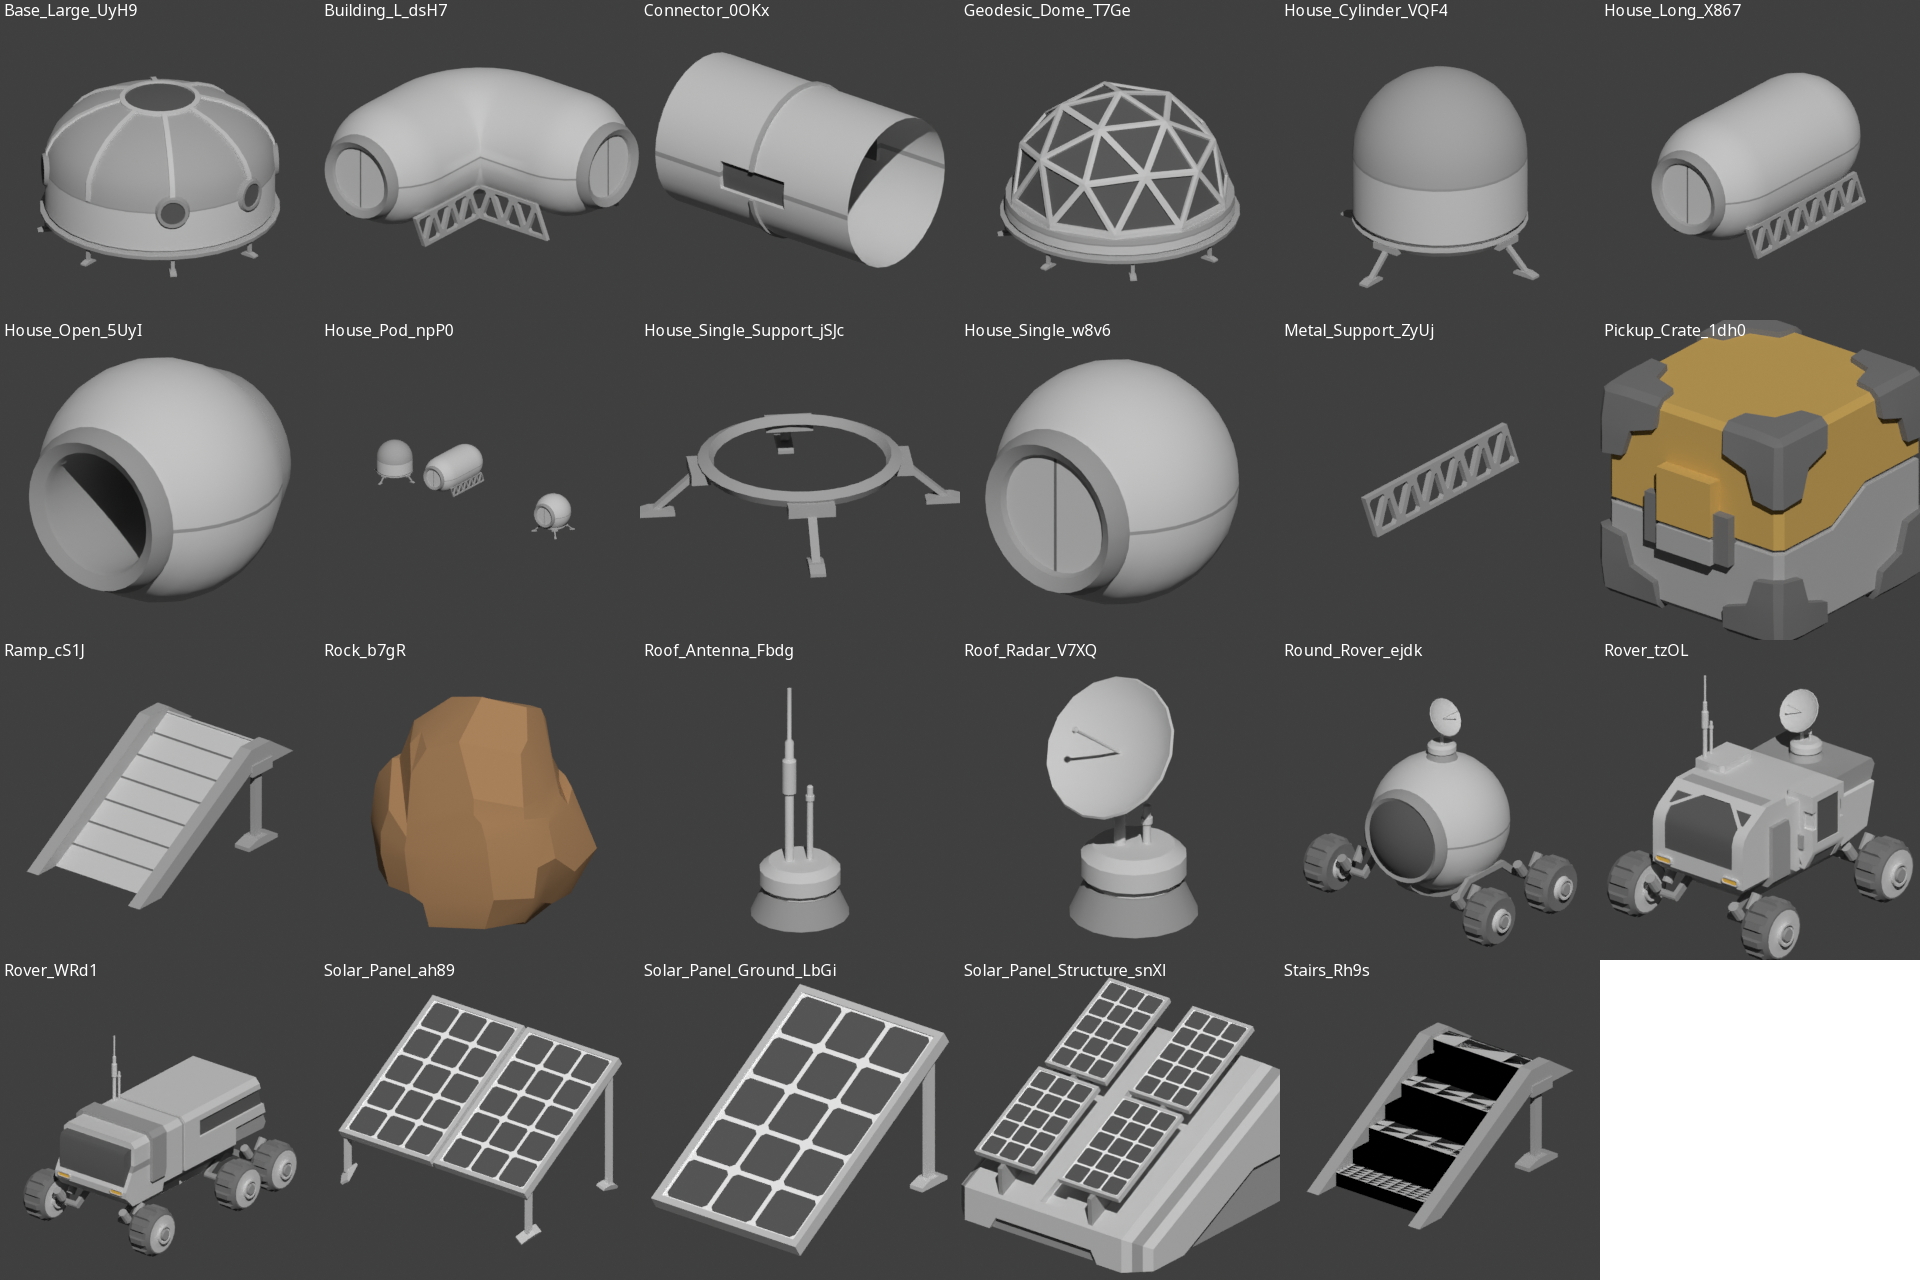 Base_Large_UyH9
Building_L_dsH7
Connector_0OKx
Geodesic_Dome_T7Ge
House_Cylinder_VQF4
House_Long_X867
House_Open_5UyI
House_Pod_npP0
House_Single_Support_jSJc
House_Single_w8v6
Metal_Support_ZyUj
Pickup_Crate_1dh0
Ramp_cS1J
Rock_b7gR
Roof_Antenna_Fbdg
Roof_Radar_V7XQ
Round_Rover_ejdk
Rover_tzOL
Rover_WRd1
Solar_Panel_ah89
Solar_Panel_Ground_LbGi
Solar_Panel_Structure_snXI
Stairs_Rh9s